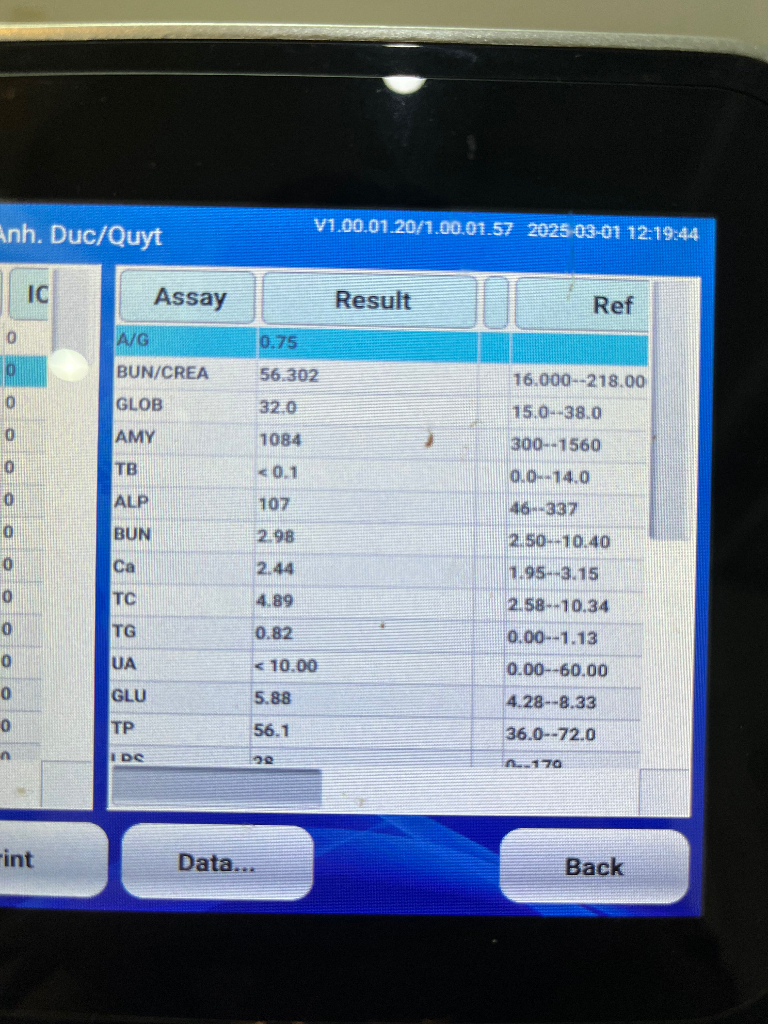 Anh. Duc/Quyt V1.00.01.20/1.00.01.57 2025-03-01 12:19:44
IC Assay Result Ref
0 A/G 0.75
0 BUN/CREA 56.302 16.000--218.00
0 GLOB 32.0 15.0--38.0
0 AMY 1084 300--1560
0 TB < 0.1 0.0--14.0
0 ALP 107 46--337
0 BUN 2.98 2.50--10.40
0 Ca 2.44 1.95--3.15
0 TC 4.89 2.58--10.34
0 TG 0.82 0.00--1.13
0 UA < 10.00 0.00--60.00
0 GLU 5.88 4.28--8.33
0 TP 56.1 36.0--72.0
0 LPS 28 0--179
int Data... Back